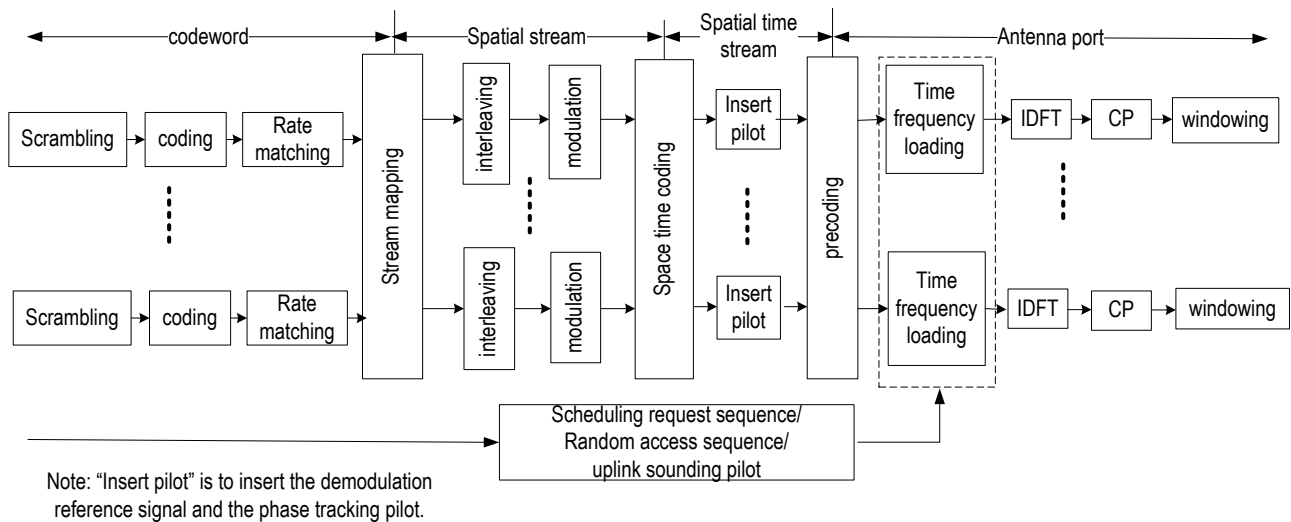 codeword
Spatial stream
Spatial time
stream
Antenna port
Scrambling
coding
Rate
matching
Stream mapping
interleaving
modulation
Space time coding
Insert
pilot
precoding
Time
frequency
loading
IDFT
CP
windowing
Scrambling
coding
Rate
matching
interleaving
modulation
Insert
pilot
Time
frequency
loading
IDFT
CP
windowing
Scheduling request sequence/
Random access sequence/
uplink sounding pilot
Note: “Insert pilot” is to insert the demodulation
reference signal and the phase tracking pilot.